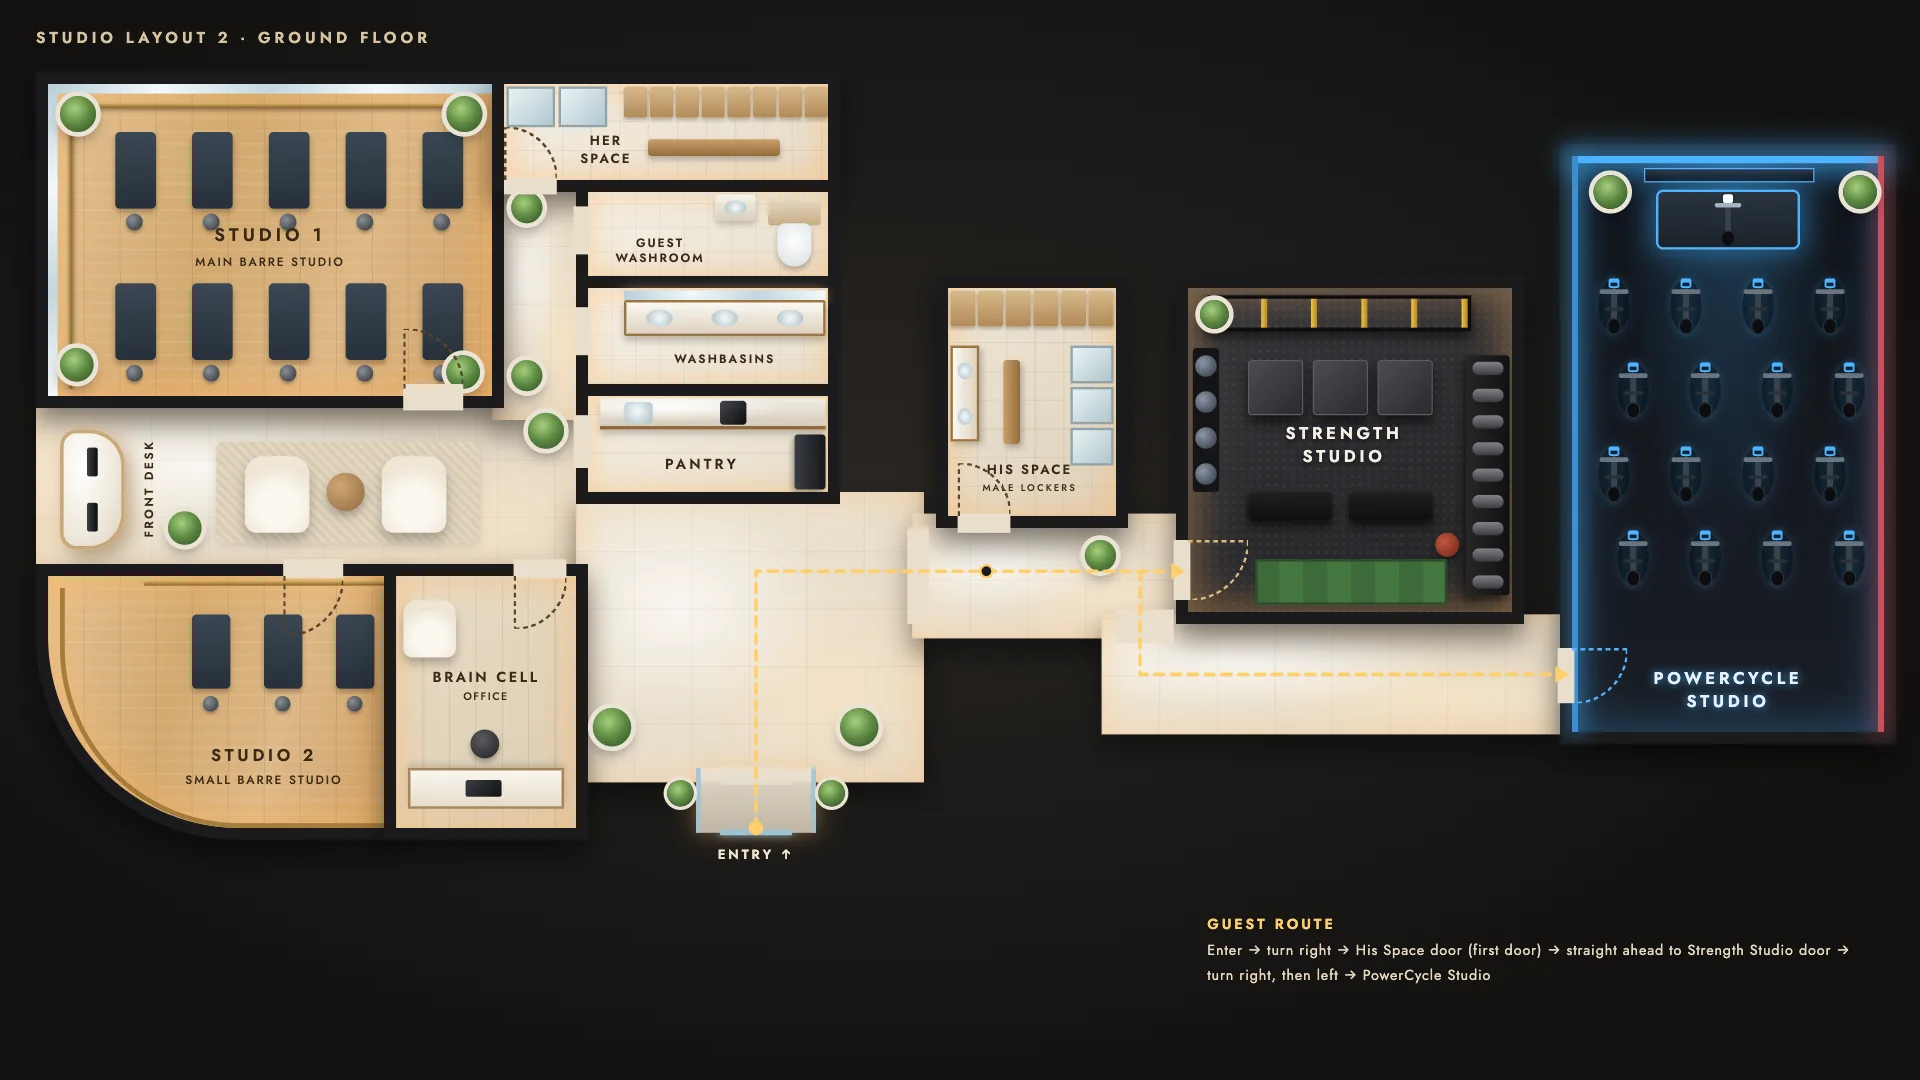 STUDIO LAYOUT 2 · GROUND FLOOR
HER
SPACE
STUDIO 1
MAIN BARRE STUDIO
GUEST
WASHROOM
WASHBASINS
PANTRY
FRONT DESK
HIS SPACE
MALE LOCKERS
STRENGTH
STUDIO
BRAIN CELL
OFFICE
STUDIO 2
SMALL BARRE STUDIO
POWERCYCLE
STUDIO
ENTRY ↑
GUEST ROUTE
Enter → turn right → His Space door (first door) → straight ahead to Strength Studio door →
turn right, then left → PowerCycle Studio